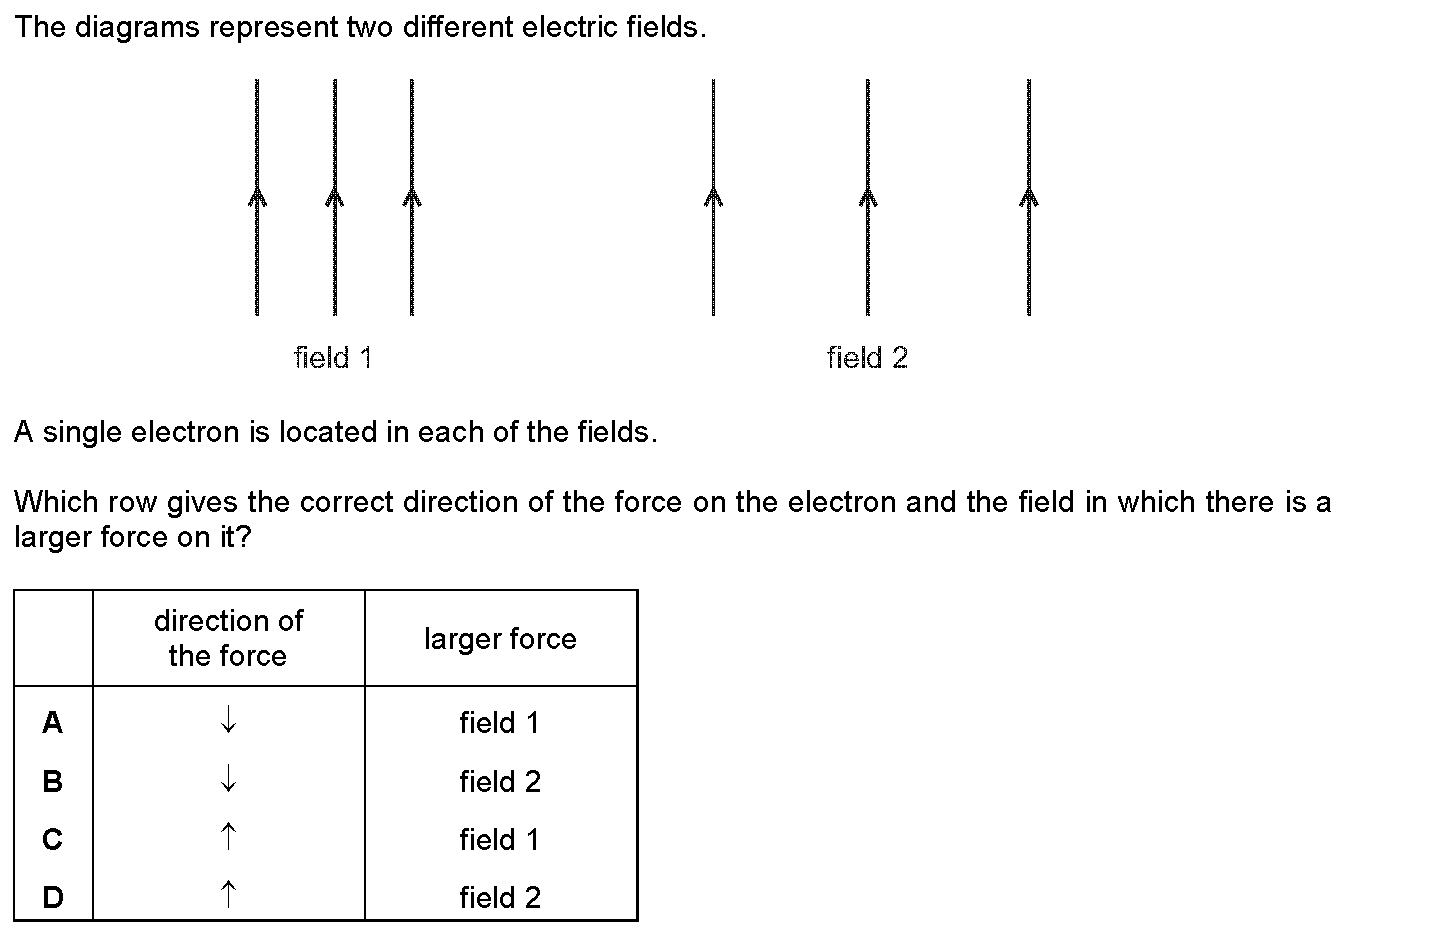 The diagrams represent two different electric fields.
field 1
field 2
A single electron is located in each of the fields.
Which row gives the correct direction of the force on the electron and the field in which there is a
larger force on it?
direction of
the force
larger force
A ↓ field 1
B ↓ field 2
C ↑ field 1
D ↑ field 2